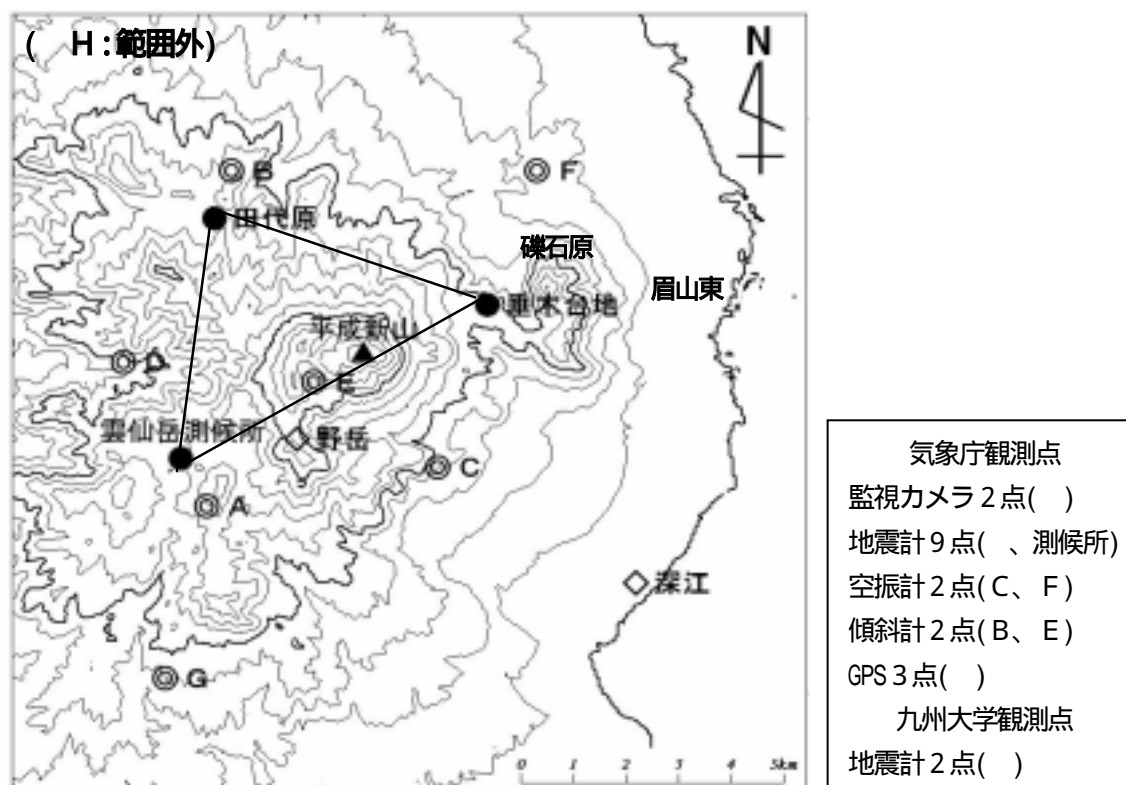 ( H:範囲外)
N
B
F
田代原
礫石原
眉山東
垂木台地
平成新山
D
E
雲仙岳測候所
野岳
C
A
深江
G
0 1 2 3 4 5km
気象庁観測点
監視カメラ2点( )
地震計9点( 、測候所)
空振計2点(C、F)
傾斜計2点(B、E)
GPS3点( )
九州大学観測点
地震計2点( )